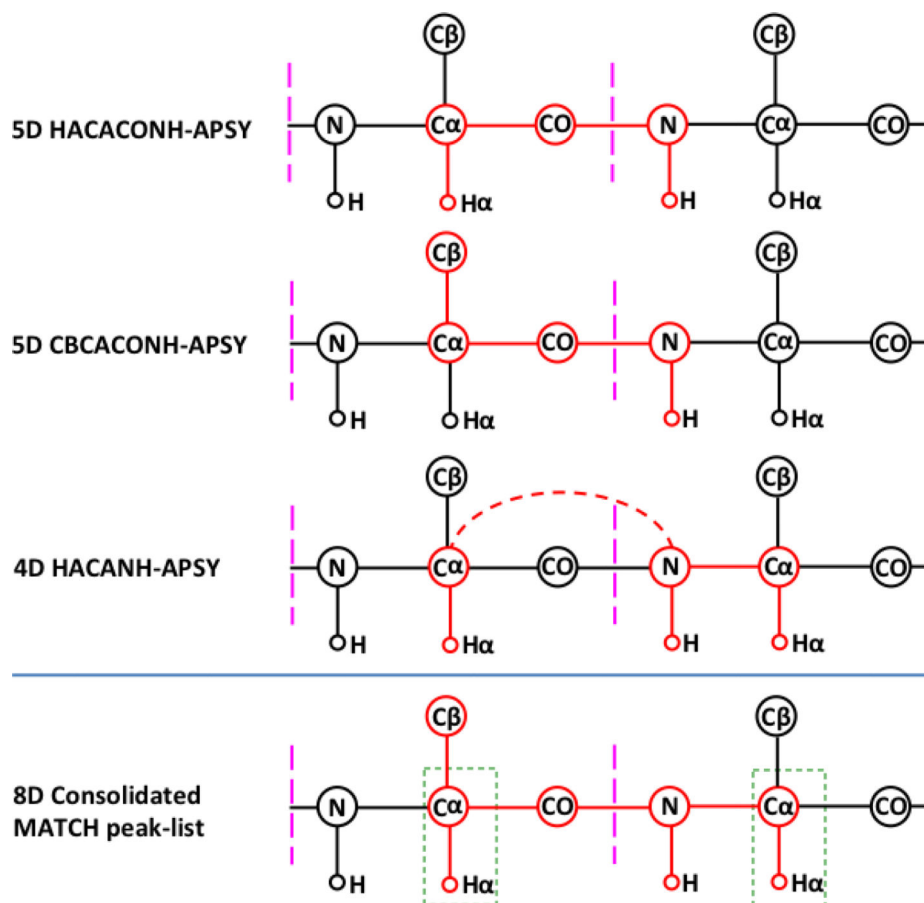 Cβ Cβ
5D HACACONH-APSY N Cα CO N Cα CO
H Hα H Hα
Cβ Cβ
5D CBCACONH-APSY N Cα CO N Cα CO
H Hα H Hα
Cβ Cβ
4D HACANH-APSY N Cα CO N Cα CO
H Hα H Hα
Cβ Cβ
8D Consolidated
MATCH peak-list N Cα CO N Cα CO
H Hα H Hα